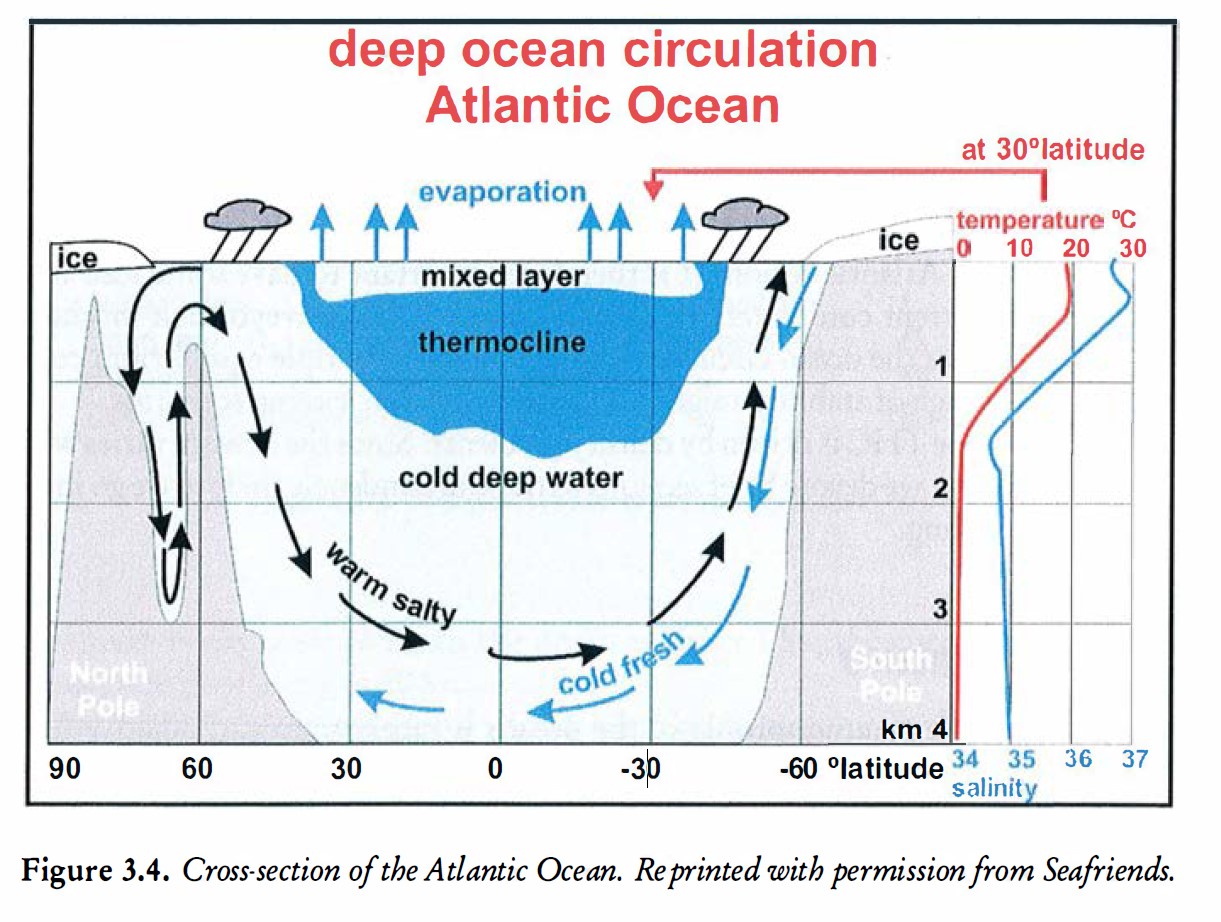 deep ocean circulation
Atlantic Ocean
at 30ºlatitude
evaporation
temperature ºC
0 10 20 30
ice
ice
mixed layer
thermocline
1
cold deep water
2
warm salty
3
cold fresh
North
Pole
South
Pole
km 4
90 60 30 0 -30 -60 ºlatitude
34 35 36 37
salinity
Figure 3.4. Cross-section of the Atlantic Ocean. Reprinted with permission from Seafriends.